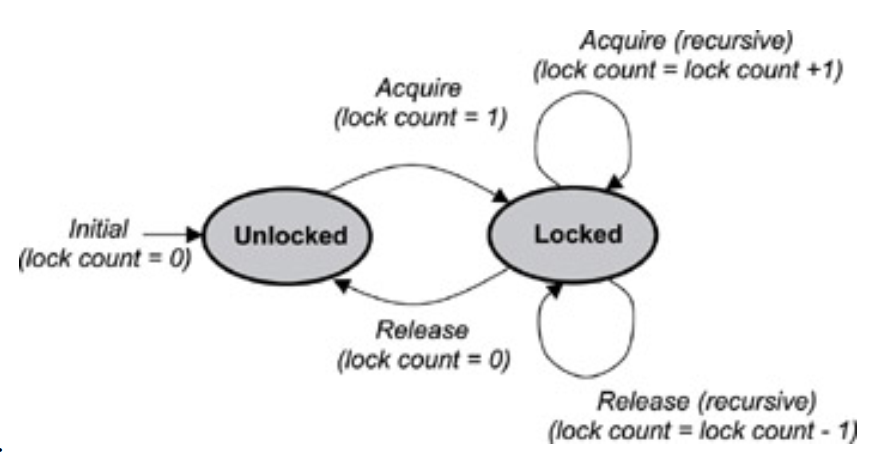 Acquire (recursive)
(lock count = lock count +1)
Acquire
(lock count = 1)
Initial
(lock count = 0)
Unlocked
Locked
Release
(lock count = 0)
Release (recursive)
(lock count = lock count - 1)